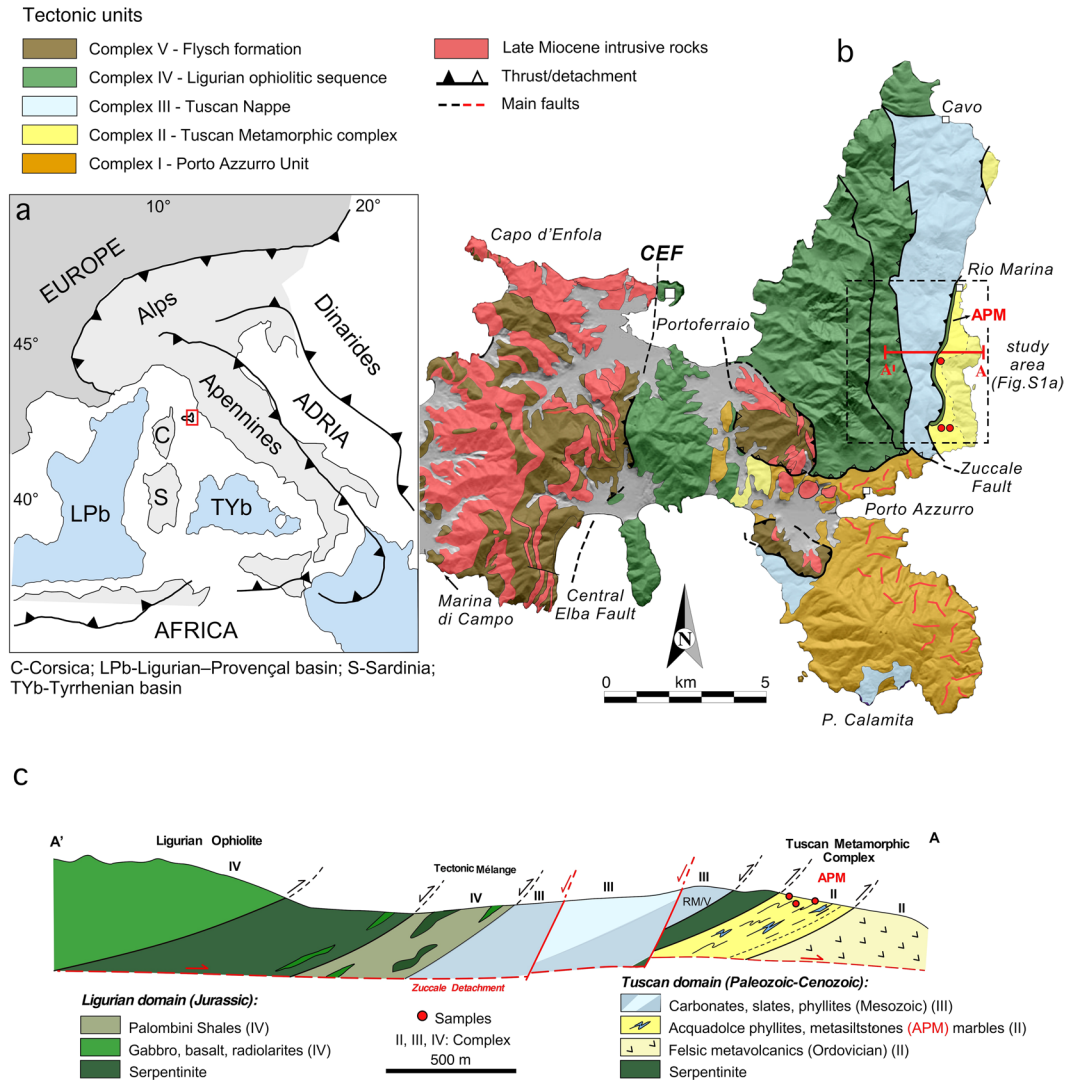 Tectonic units
Complex V - Flysch formation
Complex IV - Ligurian ophiolitic sequence
Complex III - Tuscan Nappe
Complex II - Tuscan Metamorphic complex
Complex I - Porto Azzurro Unit
Late Miocene intrusive rocks
Thrust/detachment
Main faults
a
10°
20°
45°
40°
EUROPE
Alps
Dinarides
Apennines
ADRIA
C
S
LPb
TYb
AFRICA
C-Corsica; LPb-Ligurian–Provençal basin; S-Sardinia;
TYb-Tyrrhenian basin
b
Cavo
Capo d'Enfola
CEF
Rio Marina
Portoferraio
APM
A'
A
study
area
(Fig.S1a)
Zuccale
Fault
Porto Azzurro
Marina
di Campo
Central
Elba Fault
N
0
km
5
P. Calamita
c
A'
A
Ligurian Ophiolite
IV
Tectonic Mélange
IV
III
III
III
RM/V
Tuscan Metamorphic
Complex
APM
II
II
Zuccale Detachment
Ligurian domain (Jurassic):
Palombini Shales (IV)
Gabbro, basalt, radiolarites (IV)
Serpentinite
Samples
II, III, IV: Complex
500 m
Tuscan domain (Paleozoic-Cenozoic):
Carbonates, slates, phyllites (Mesozoic) (III)
Acquadolce phyllites, metasiltstones (APM) marbles (II)
Felsic metavolcanics (Ordovician) (II)
Serpentinite